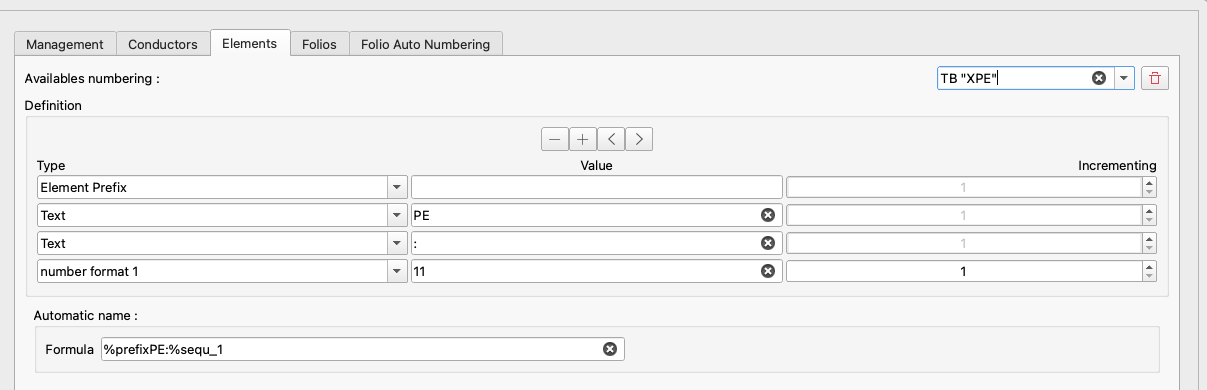 Management Conductors Elements Folios Folio Auto Numbering
Availables numbering : TB "XPE"
Definition
− + < >
Type Value Incrementing
Element Prefix 1
Text PE 1
Text : 1
number format 1 11 1
Automatic name :
Formula %prefixPE:%sequ_1